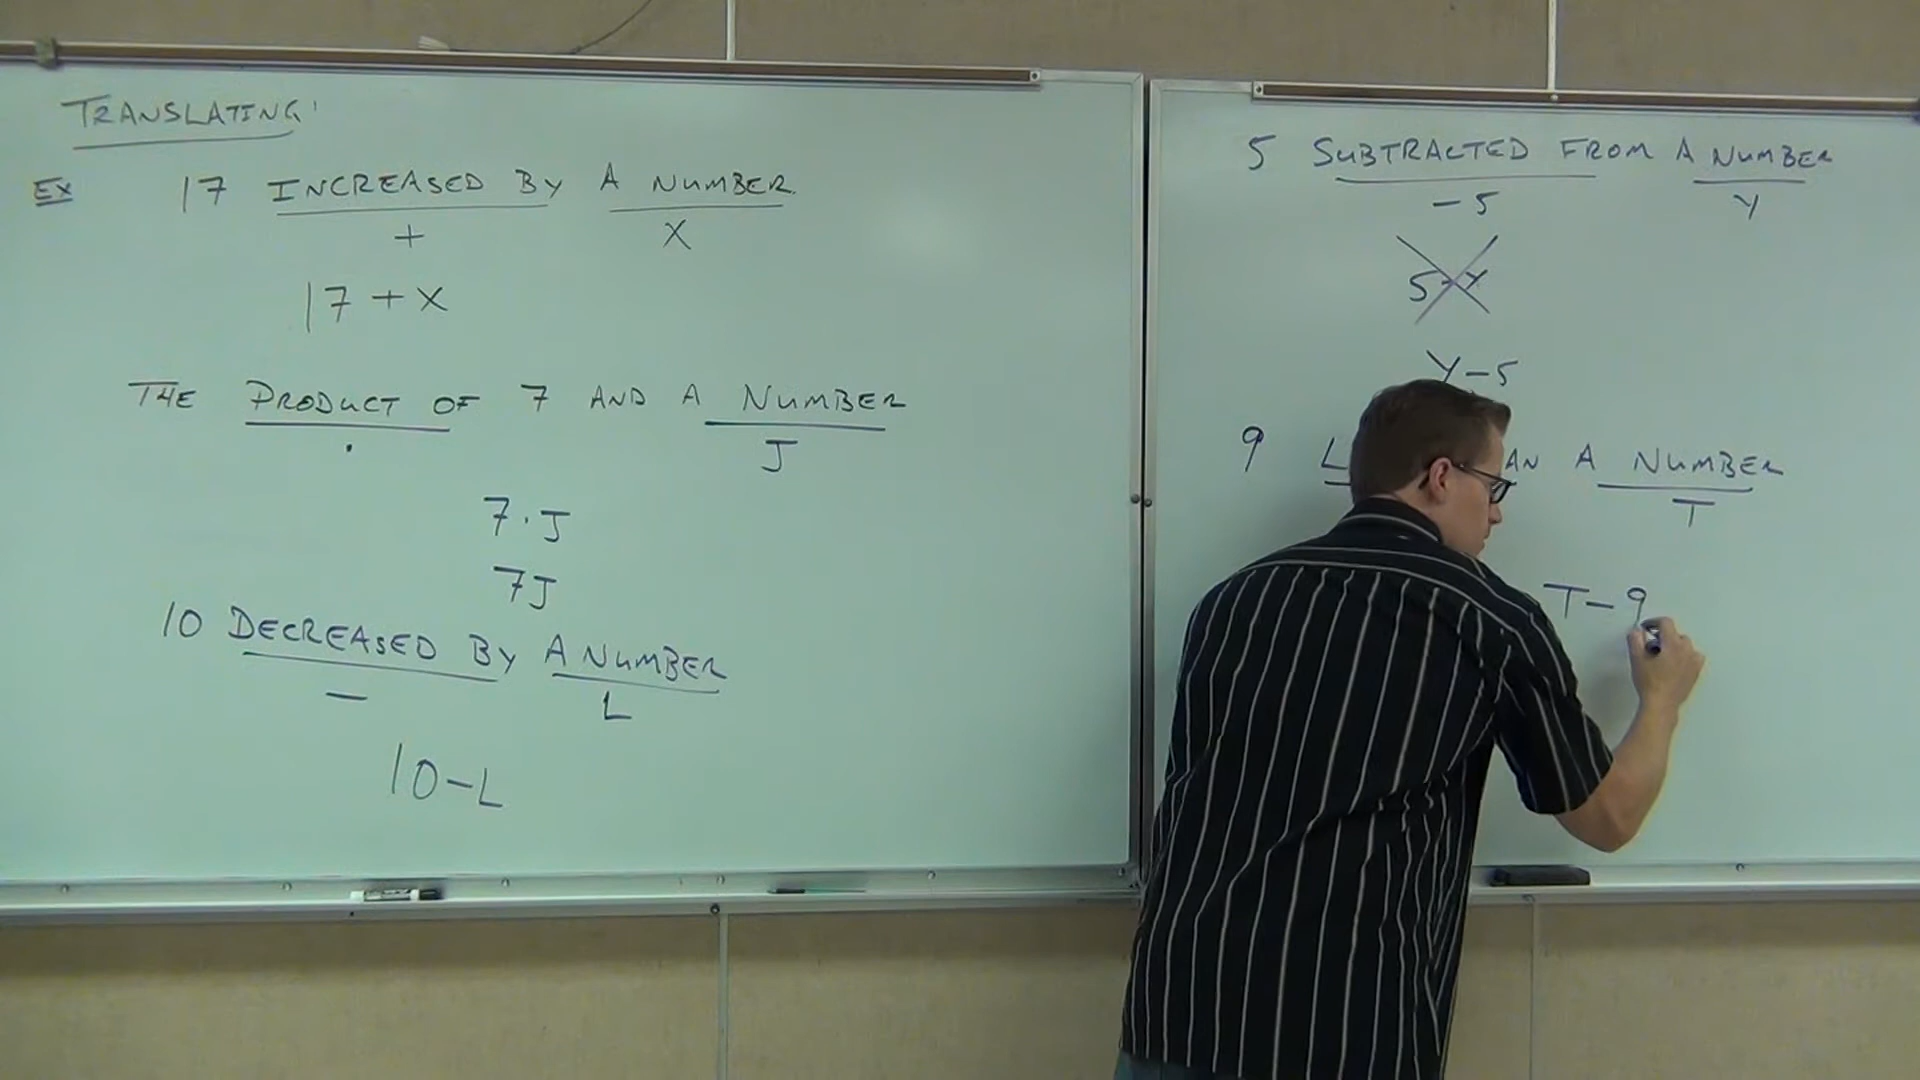 TRANSLATING:
EX 17 INCREASED BY A NUMBER
+ X
17 + X
THE PRODUCT OF 7 AND A NUMBER
· J
7 · J
7J
10 DECREASED BY A NUMBER
− L
10 − L
5 SUBTRACTED FROM A NUMBER
− 5 Y
5 − Y
Y − 5
9 A NUMBER
T
T − 9